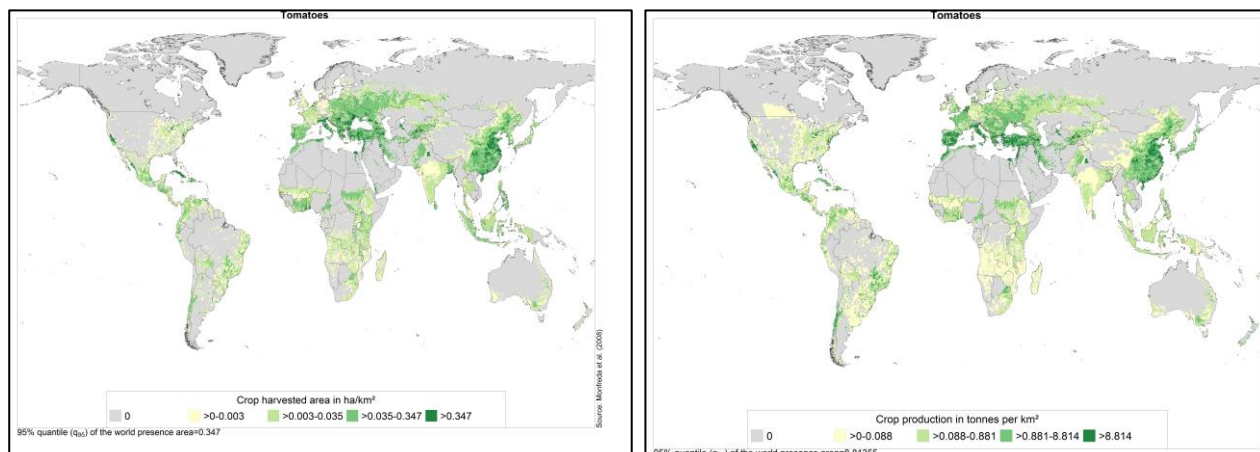 Tomatoes
Crop harvested area in ha/km²
0 >0-0.003 >0.003-0.035 >0.035-0.347 >0.347
95% quantile (q95) of the world presence area=0.347
Source: Monfreda et al. (2008)
Tomatoes
Crop production in tonnes per km²
0 >0-0.088 >0.088-0.881 >0.881-8.814 >8.814